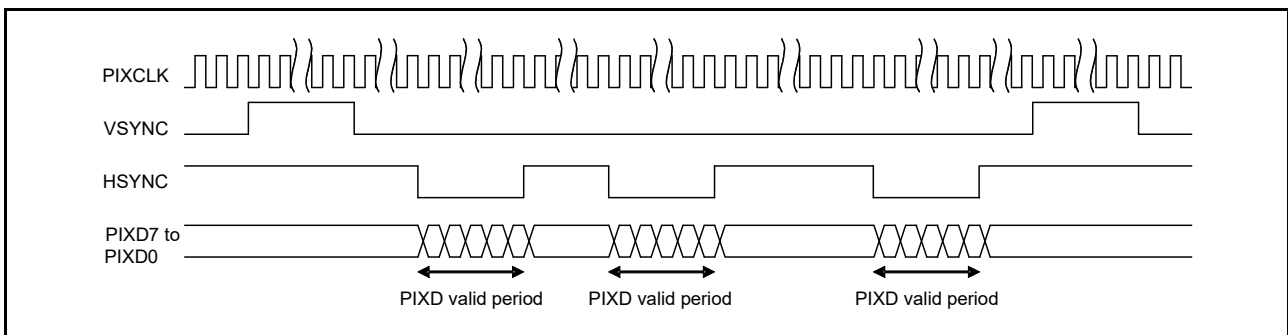 PIXCLK
VSYNC
HSYNC
PIXD7 to
PIXD0
PIXD valid period
PIXD valid period
PIXD valid period